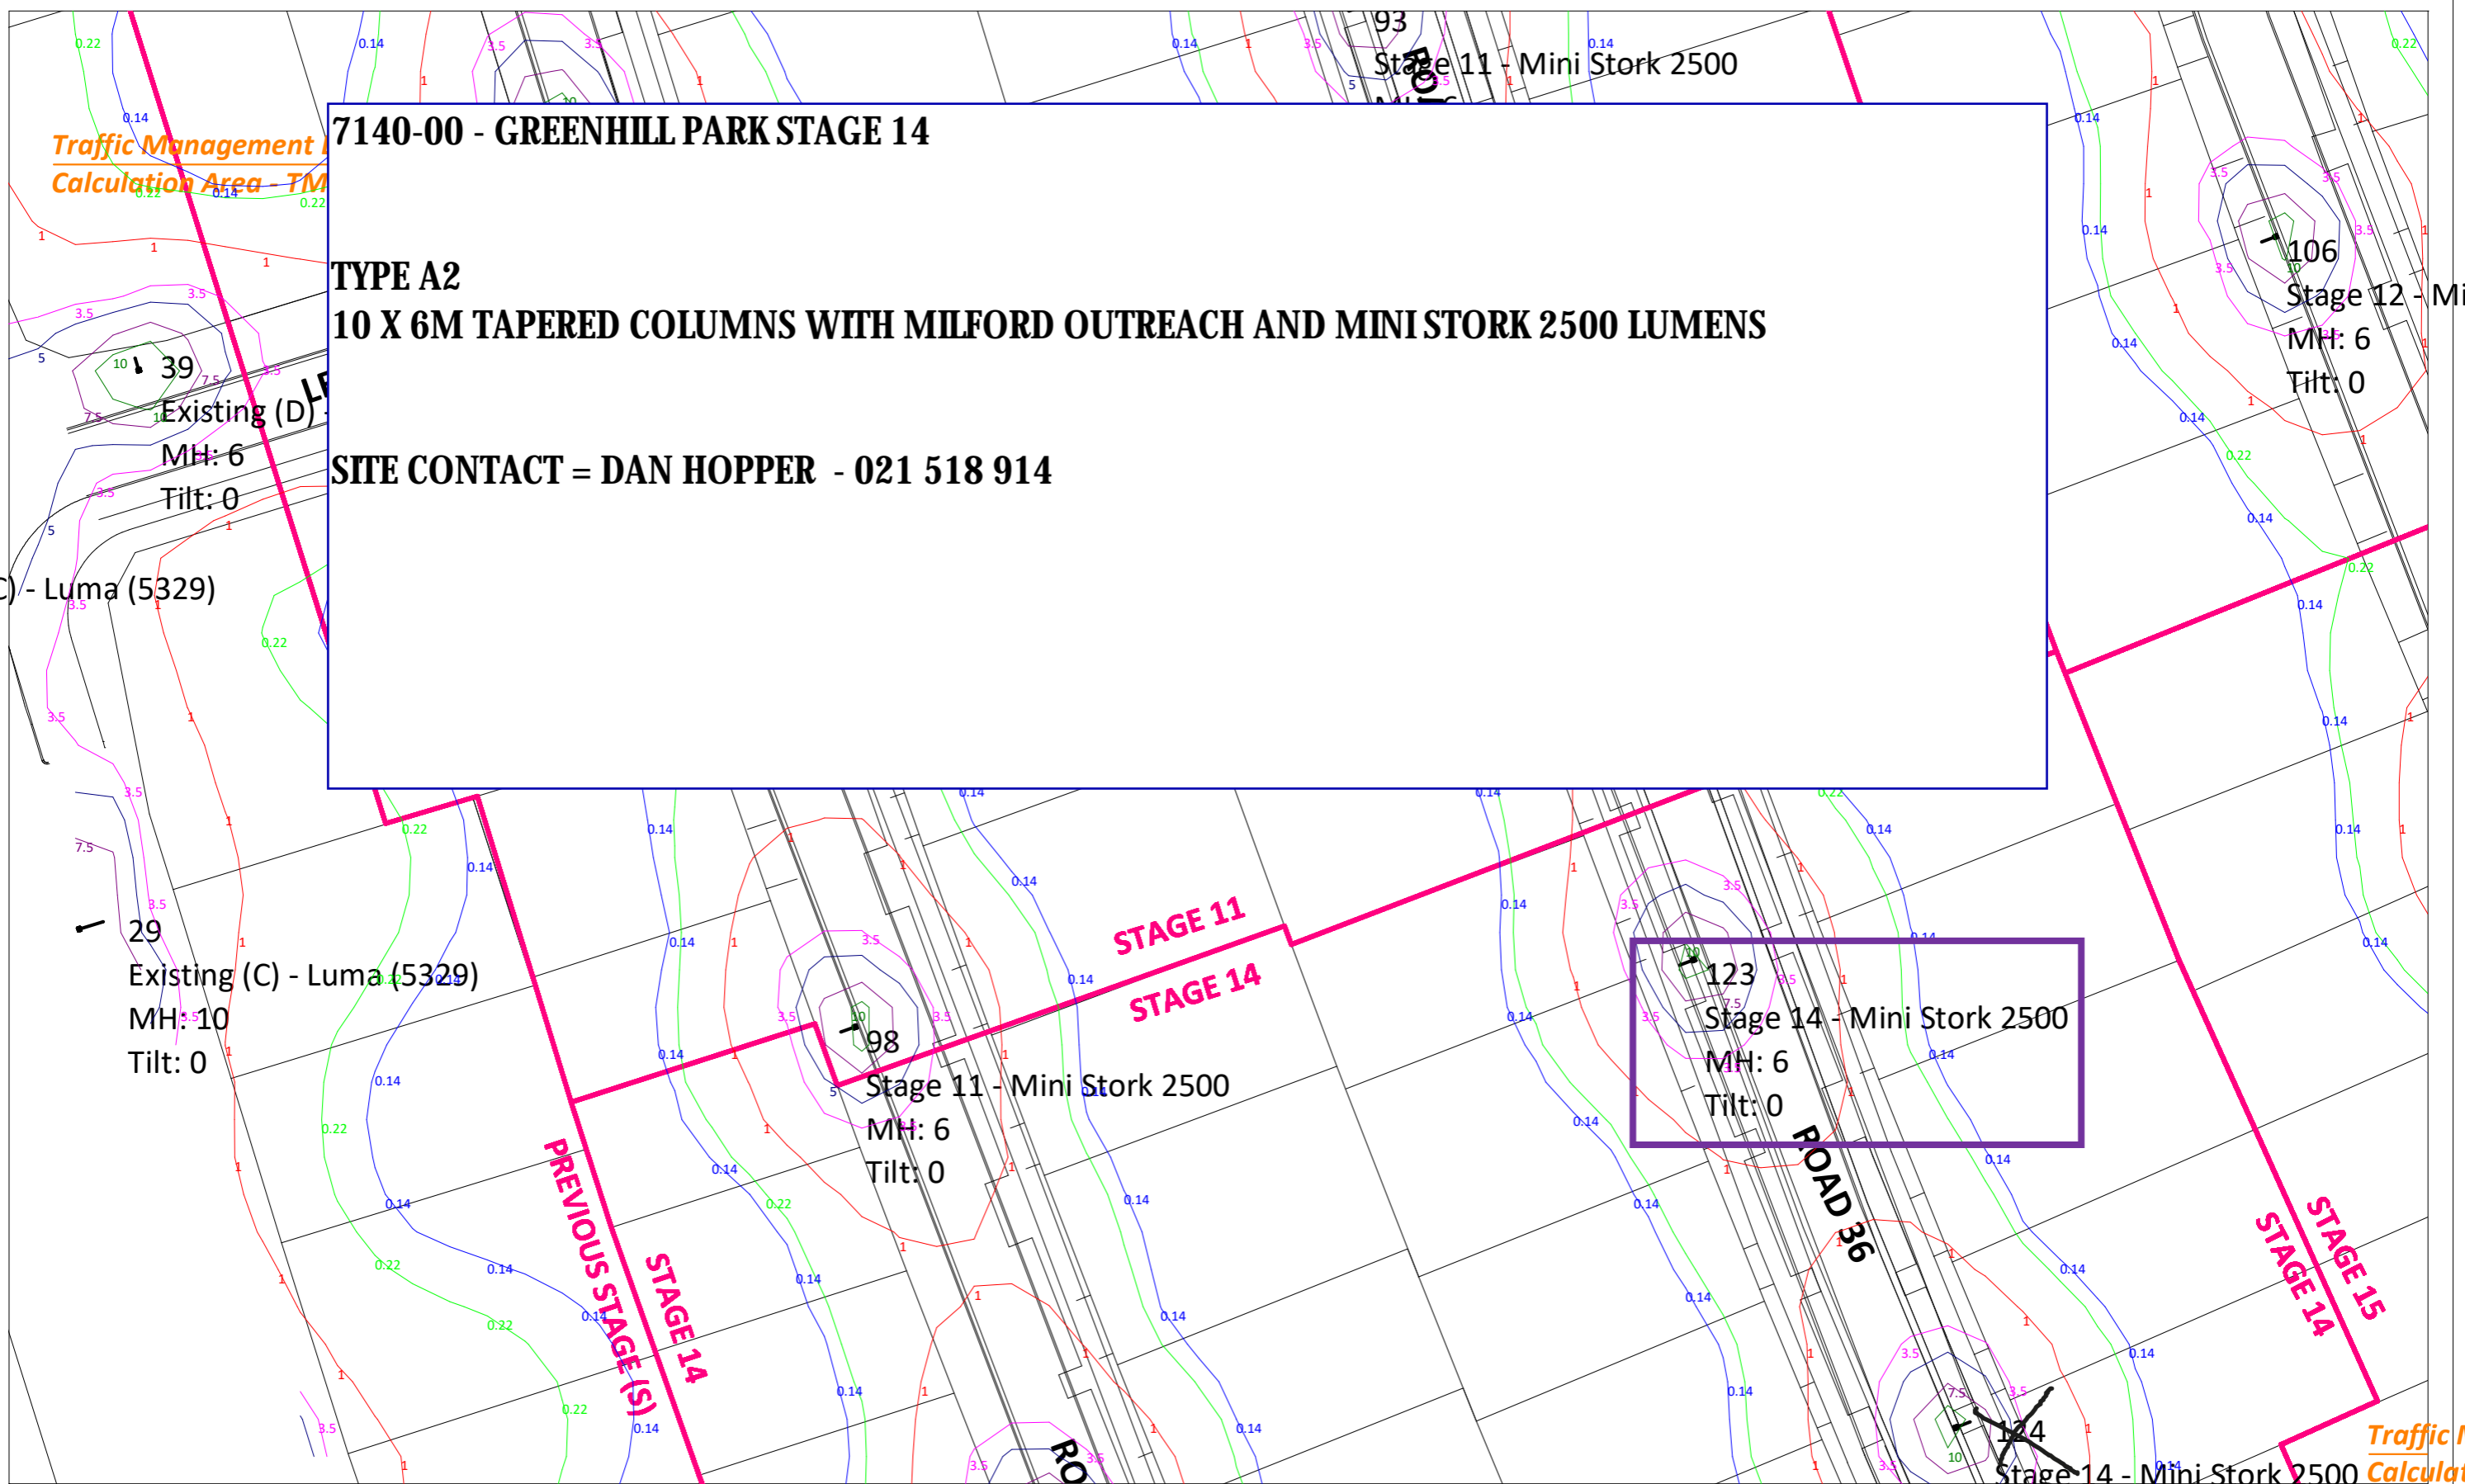 93
Stage 11 - Mini Stork 2500
Traffic Management
Calculation Area - TM
7140-00 - GREENHILL PARK STAGE 14
TYPE A2
10 X 6M TAPERED COLUMNS WITH MILFORD OUTREACH AND MINI STORK 2500 LUMENS
SITE CONTACT = DAN HOPPER - 021 518 914
106
Stage 12 - Mi
MH: 6
Tilt: 0
39
Existing (D) -
MH: 6
Tilt: 0
C) - Luma (5329)
29
Existing (C) - Luma (5329)
MH: 10
Tilt: 0
STAGE 11
STAGE 14
98
Stage 11 - Mini Stork 2500
MH: 6
Tilt: 0
123
Stage 14 - Mini Stork 2500
MH: 6
Tilt: 0
ROAD 36
PREVIOUS STAGE (S)
STAGE 14
STAGE 15
STAGE 14
124
Stage 14 - Mini Stork 2500
Traffic M
Calculat